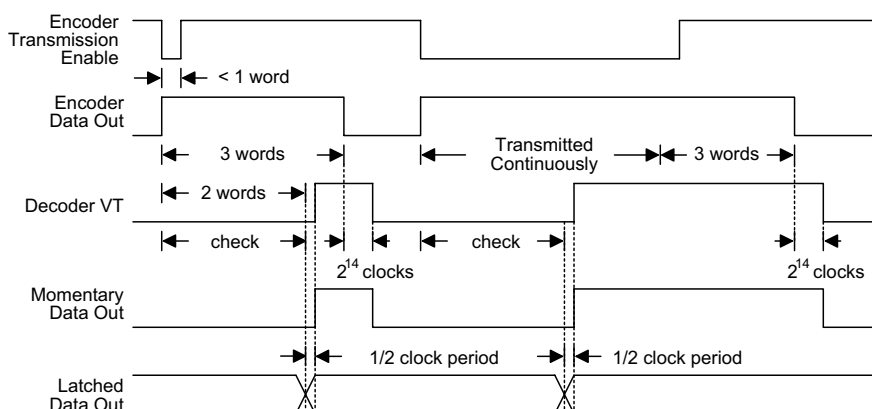 Encoder
Transmission
Enable
< 1 word
Encoder
Data Out
3 words
Transmitted
Continuously
3 words
2 words
Decoder VT
check
check
2^14 clocks
2^14 clocks
Momentary
Data Out
1/2 clock period
1/2 clock period
Latched
Data Out